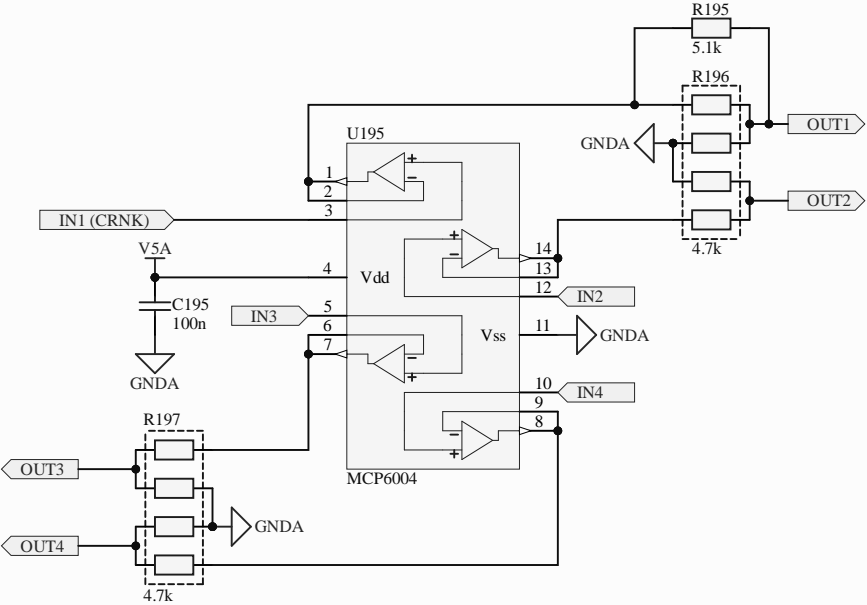 R195
5.1k
R196
OUT1
GNDA
OUT2
4.7k
U195
1
2
3
IN1 (CRNK)
14
13
12
IN2
V5A
4
Vdd
C195
100n
GNDA
IN3
5
6
7
Vss
11
GNDA
10
IN4
9
8
MCP6004
R197
OUT3
GNDA
OUT4
4.7k